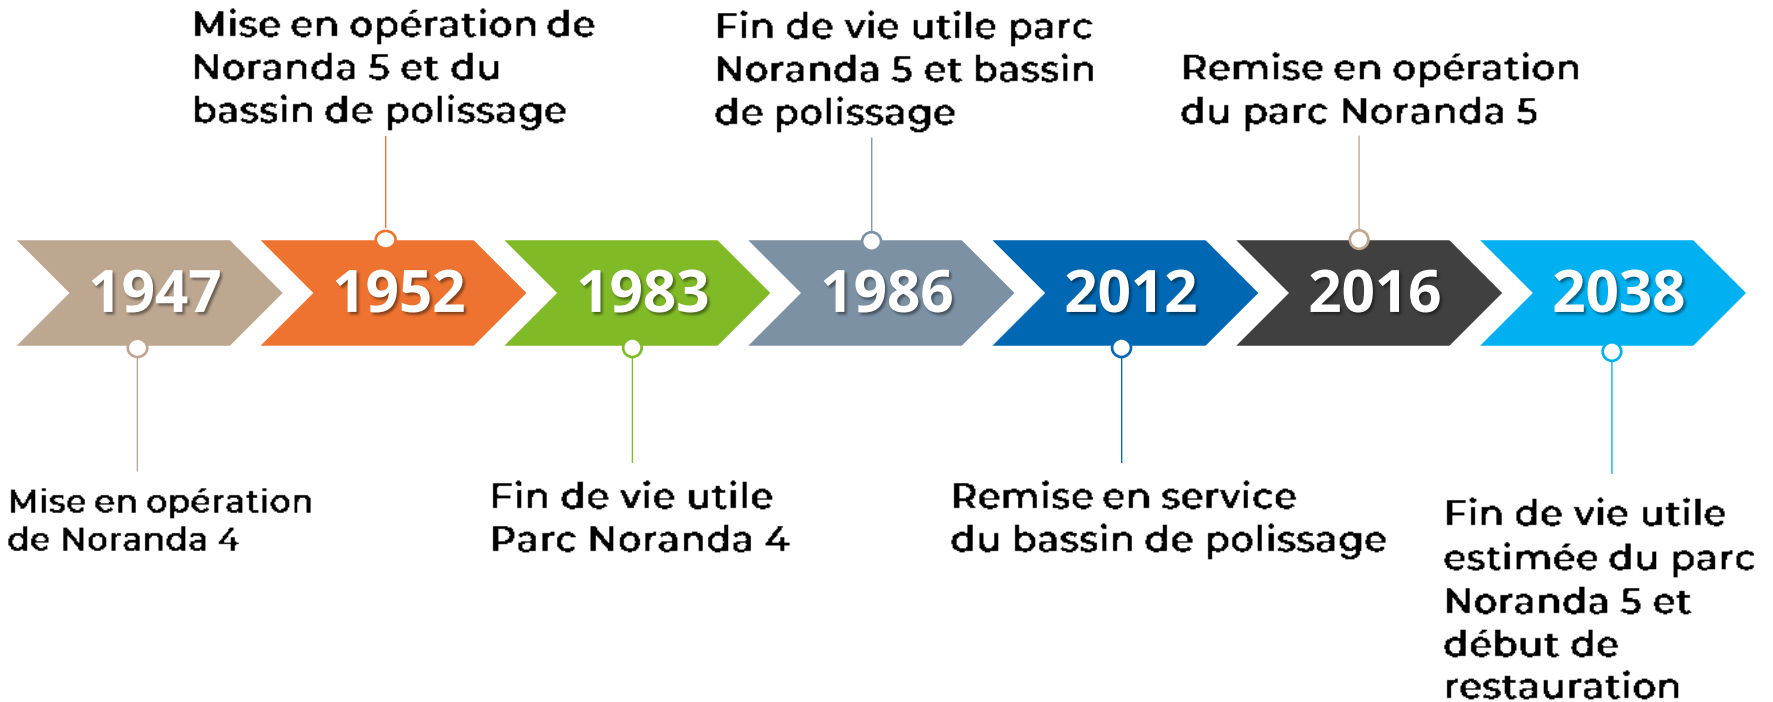 Mise en opération de
Noranda 5 et du
bassin de polissage
Fin de vie utile parc
Noranda 5 et bassin
de polissage
Remise en opération
du parc Noranda 5
1947
1952
1983
1986
2012
2016
2038
Mise en opération
de Noranda 4
Fin de vie utile
Parc Noranda 4
Remise en service
du bassin de polissage
Fin de vie utile
estimée du parc
Noranda 5 et
début de
restauration